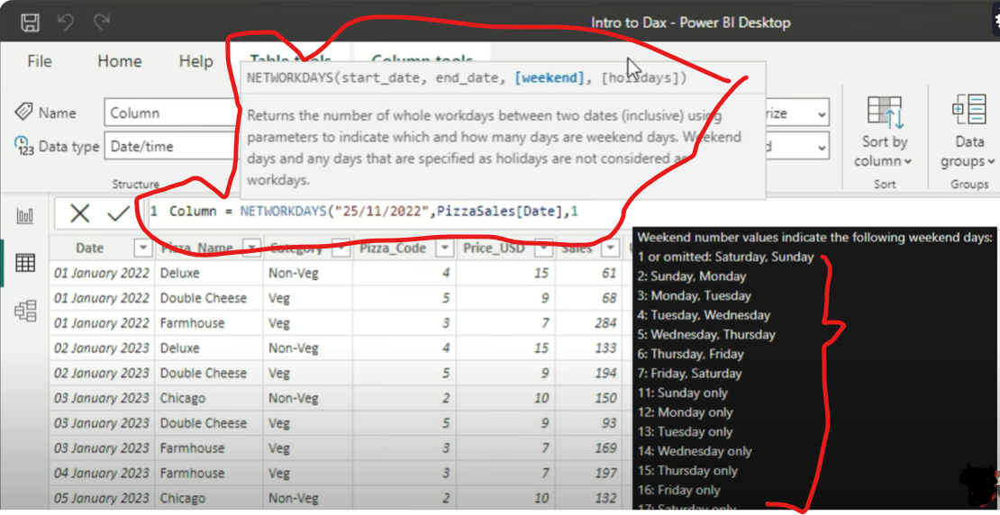 Intro to Dax - Power BI Desktop
File Home Help Table tools Column tools
NETWORKDAYS(start_date, end_date, [weekend], [holidays])
Returns the number of whole workdays between two dates (inclusive) using
parameters to indicate which and how many days are weekend days. Weekend
days and any days that are specified as holidays are not considered as
workdays.
Name Column
Data type Date/time
Structure
Sort by
column
Sort
Data
groups
Groups
1 Column = NETWORKDAYS("25/11/2022",PizzaSales[Date],1
Date Pizza_Name Category Pizza_Code Price_USD Sales
01 January 2022 Deluxe Non-Veg 4 15 61
01 January 2022 Double Cheese Veg 5 9 68
01 January 2022 Farmhouse Veg 3 7 284
02 January 2023 Deluxe Non-Veg 4 15 133
02 January 2023 Double Cheese Veg 5 9 194
03 January 2023 Chicago Non-Veg 2 10 150
03 January 2023 Double Cheese Veg 5 9 93
03 January 2023 Farmhouse Veg 3 7 169
04 January 2023 Farmhouse Veg 3 7 197
05 January 2023 Chicago Non-Veg 2 10 132
Weekend number values indicate the following weekend days:
1 or omitted: Saturday, Sunday
2: Sunday, Monday
3: Monday, Tuesday
4: Tuesday, Wednesday
5: Wednesday, Thursday
6: Thursday, Friday
7: Friday, Saturday
11: Sunday only
12: Monday only
13: Tuesday only
14: Wednesday only
15: Thursday only
16: Friday only
17: Saturday only